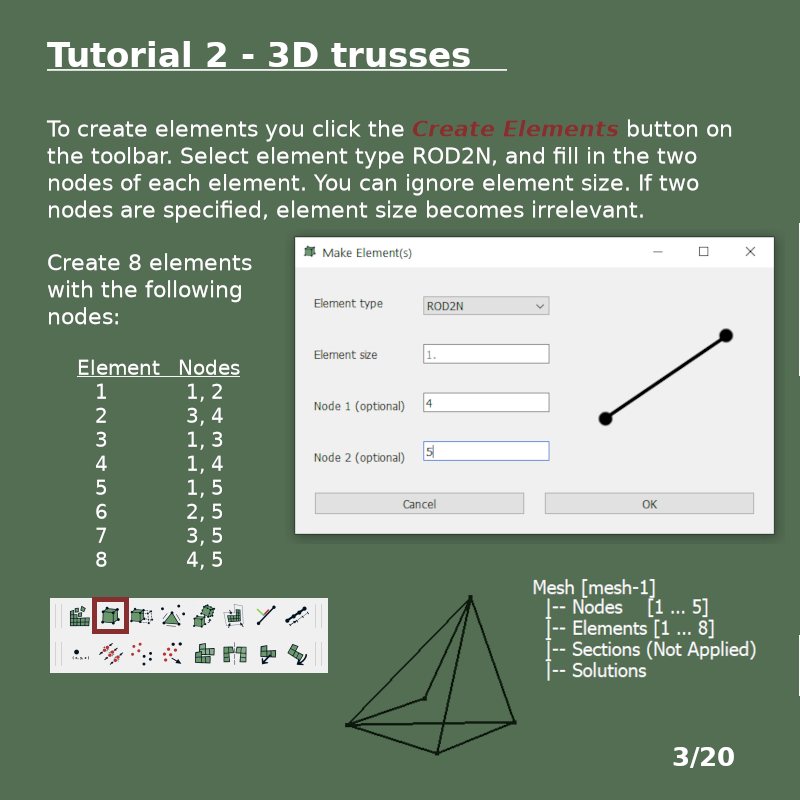 Tutorial 2 - 3D trusses
To create elements you click the Create Elements button on
the toolbar. Select element type ROD2N, and fill in the two
nodes of each element. You can ignore element size. If two
nodes are specified, element size becomes irrelevant.
Create 8 elements
with the following
nodes:
Element Nodes
1 1, 2
2 3, 4
3 1, 3
4 1, 4
5 1, 5
6 2, 5
7 3, 5
8 4, 5
Make Element(s)
Element type ROD2N
Element size 1.
Node 1 (optional) 4
Node 2 (optional) 5
Cancel OK
Mesh [mesh-1]
|-- Nodes [1 ... 5]
|-- Elements [1 ... 8]
|-- Sections (Not Applied)
|-- Solutions
3/20